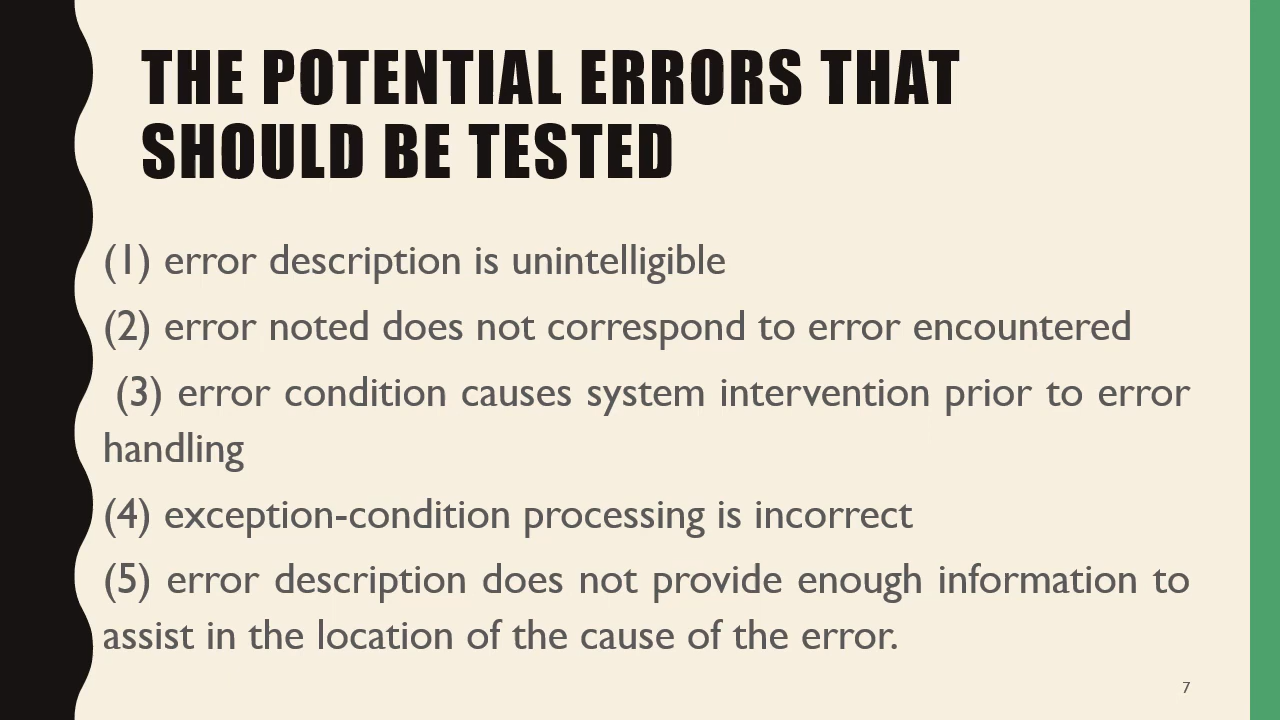 THE POTENTIAL ERRORS THAT
SHOULD BE TESTED
(1) error description is unintelligible
(2) error noted does not correspond to error encountered
(3) error condition causes system intervention prior to error
handling
(4) exception-condition processing is incorrect
(5) error description does not provide enough information to
assist in the location of the cause of the error.
7